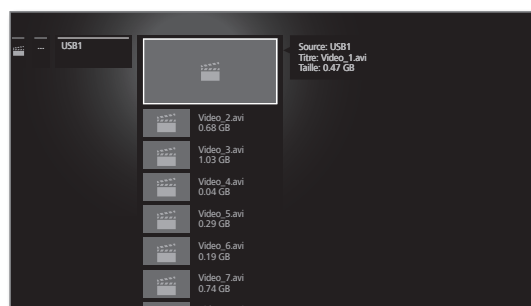 ...
USB1
Source: USB1
Titre: Video_1.avi
Taille: 0.47 GB
Video_2.avi
0.68 GB
Video_3.avi
1.03 GB
Video_4.avi
0.04 GB
Video_5.avi
0.29 GB
Video_6.avi
0.19 GB
Video_7.avi
0.74 GB